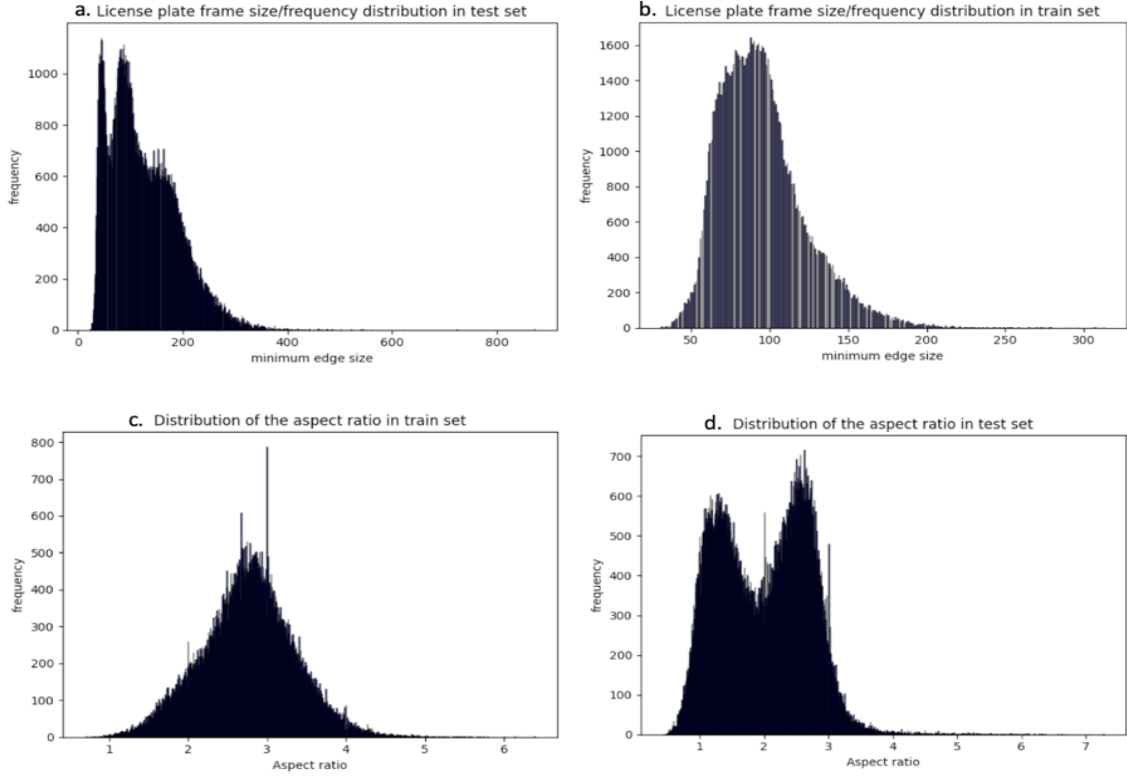 a. License plate frame size/frequency distribution in test set
1000
800
600
400
200
0
frequency
0 200 400 600 800
minimum edge size
b. License plate frame size/frequency distribution in train set
1600
1400
1200
1000
800
600
400
200
0
frequency
50 100 150 200 250 300
minimum edge size
c. Distribution of the aspect ratio in train set
800
700
600
500
400
300
200
100
0
frequency
1 2 3 4 5 6
Aspect ratio
d. Distribution of the aspect ratio in test set
700
600
500
400
300
200
100
0
frequency
1 2 3 4 5 6 7
Aspect ratio